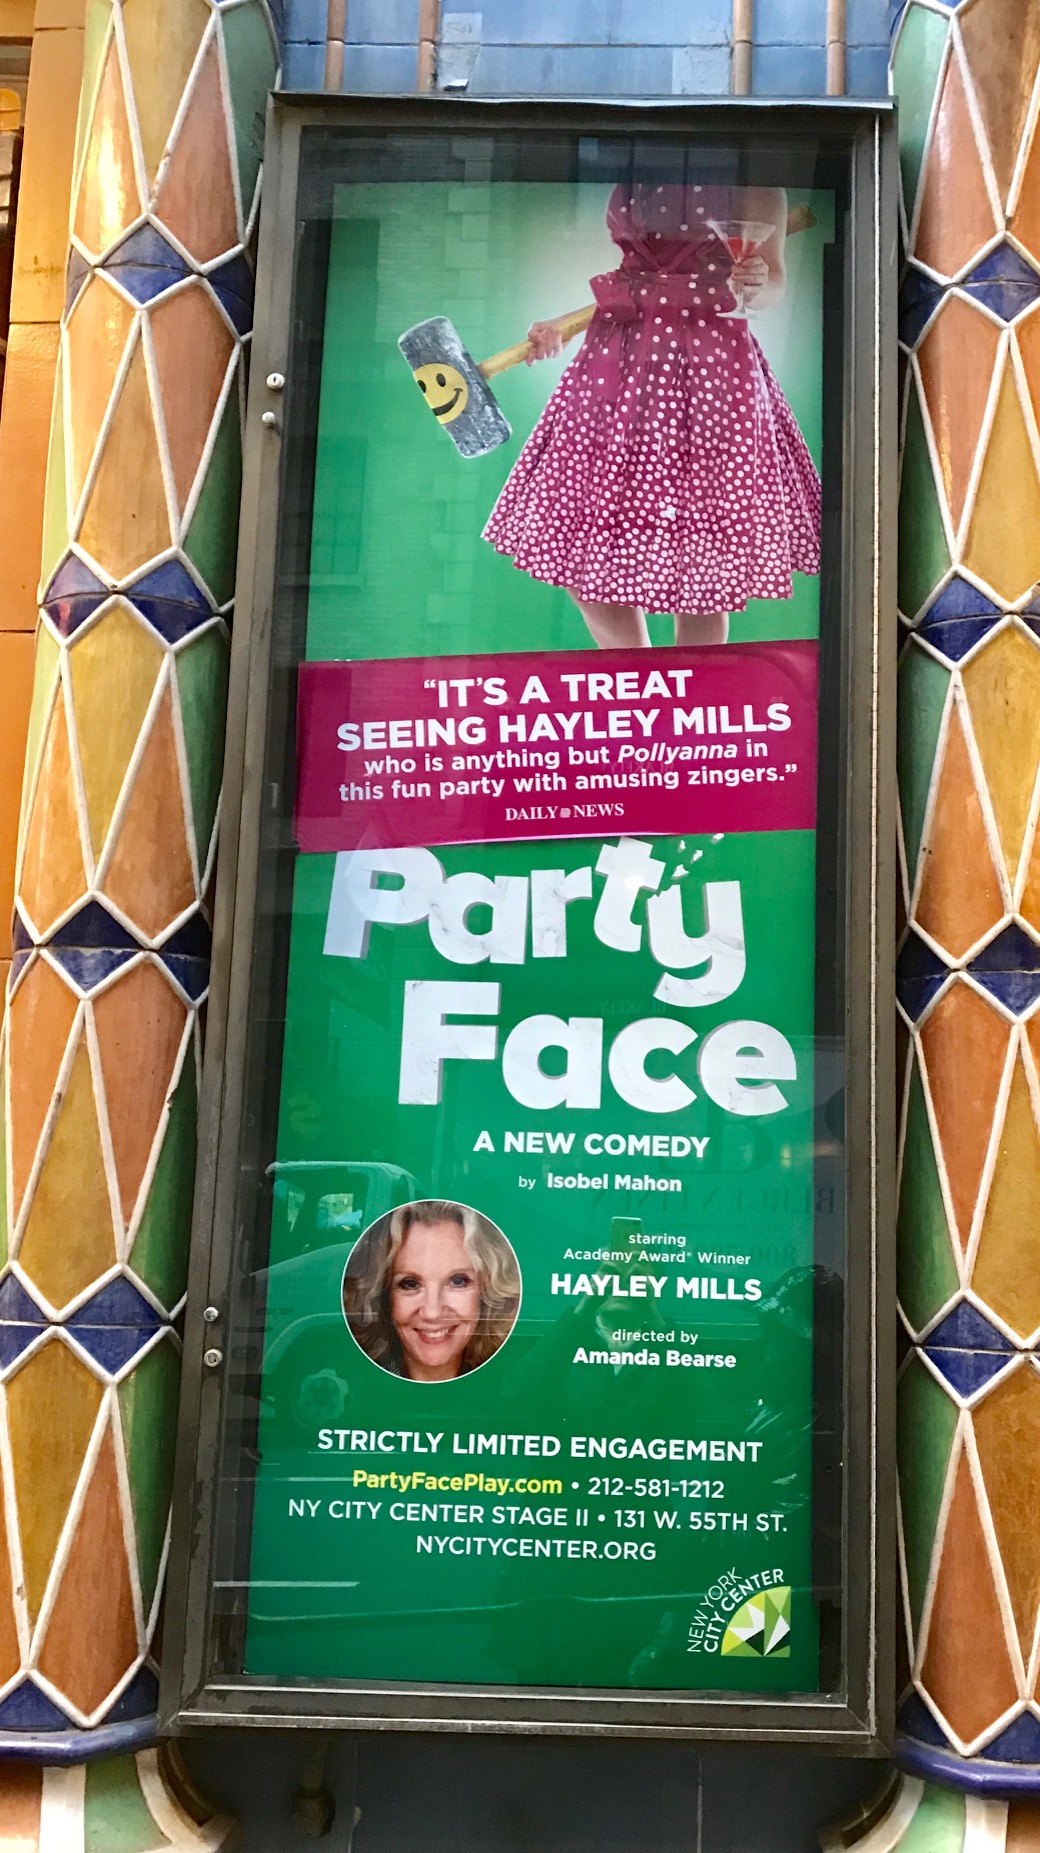 “IT’S A TREAT
SEEING HAYLEY MILLS
who is anything but Pollyanna in
this fun party with amusing zingers.”
DAILY NEWS
Party
Face
A NEW COMEDY
by Isobel Mahon
starring
Academy Award® Winner
HAYLEY MILLS
directed by
Amanda Bearse
STRICTLY LIMITED ENGAGEMENT
PartyFacePlay.com • 212-581-1212
NY CITY CENTER STAGE II • 131 W. 55TH ST.
NYCITYCENTER.ORG
NEW YORK
CITY CENTER